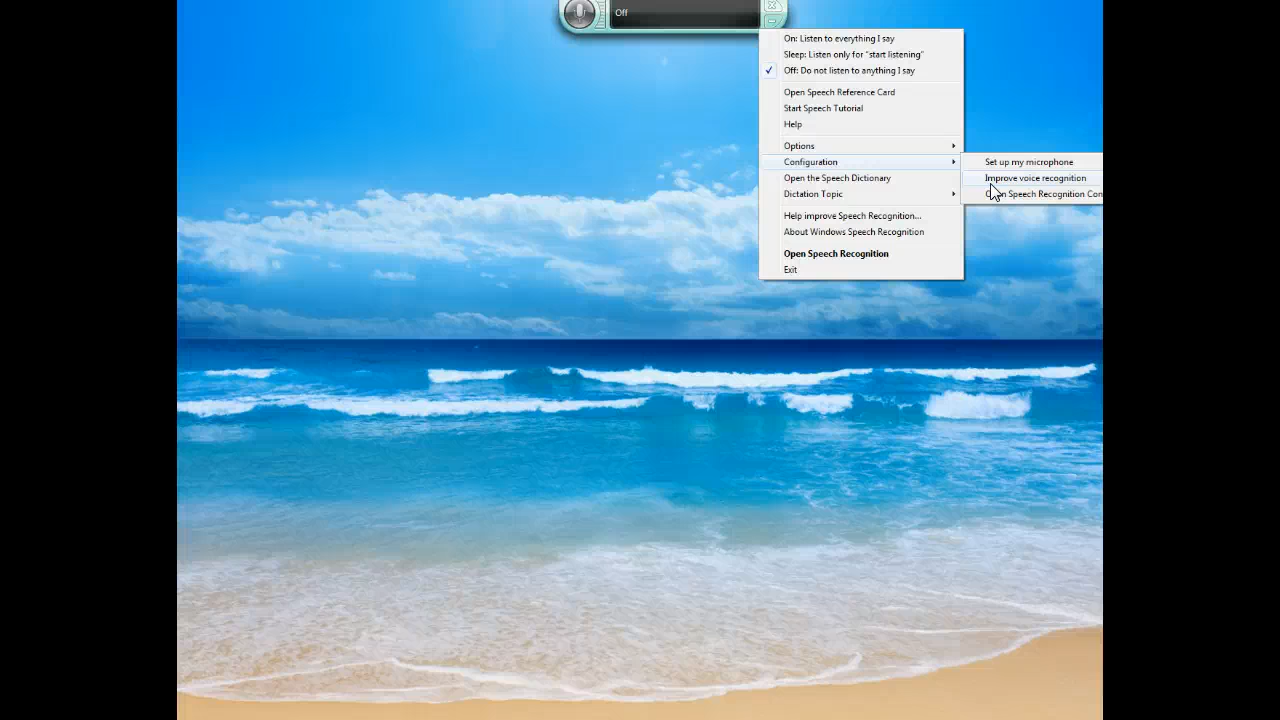 Off
On: Listen to everything I say
Sleep: Listen only for "start listening"
Off: Do not listen to anything I say
Open Speech Reference Card
Start Speech Tutorial
Help
Options
Configuration
Set up my microphone
Improve voice recognition
Open the Speech Dictionary
Dictation Topic
Speech Recognition
Help improve Speech Recognition...
About Windows Speech Recognition
Open Speech Recognition
Exit